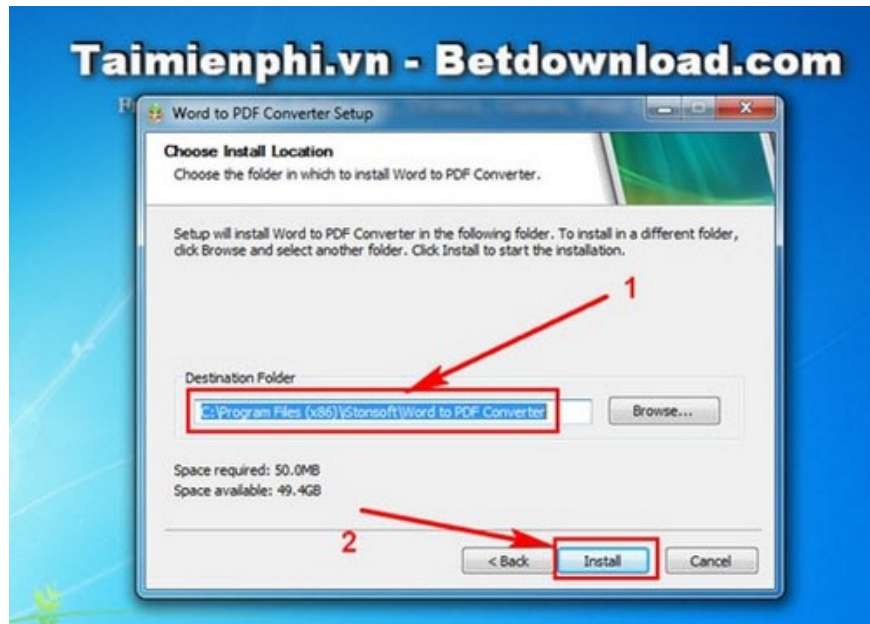 Taimienphi.vn - Betdownload.com
Word to PDF Converter Setup
Choose Install Location
Choose the folder in which to install Word to PDF Converter.
Setup will install Word to PDF Converter in the following folder. To install in a different folder,
click Browse and select another folder. Click Install to start the installation.
1
Destination Folder
C:\Program Files (x86)\iStonsoft\Word to PDF Converter
Browse...
Space required: 50.0MB
Space available: 49.4GB
2
< Back
Install
Cancel